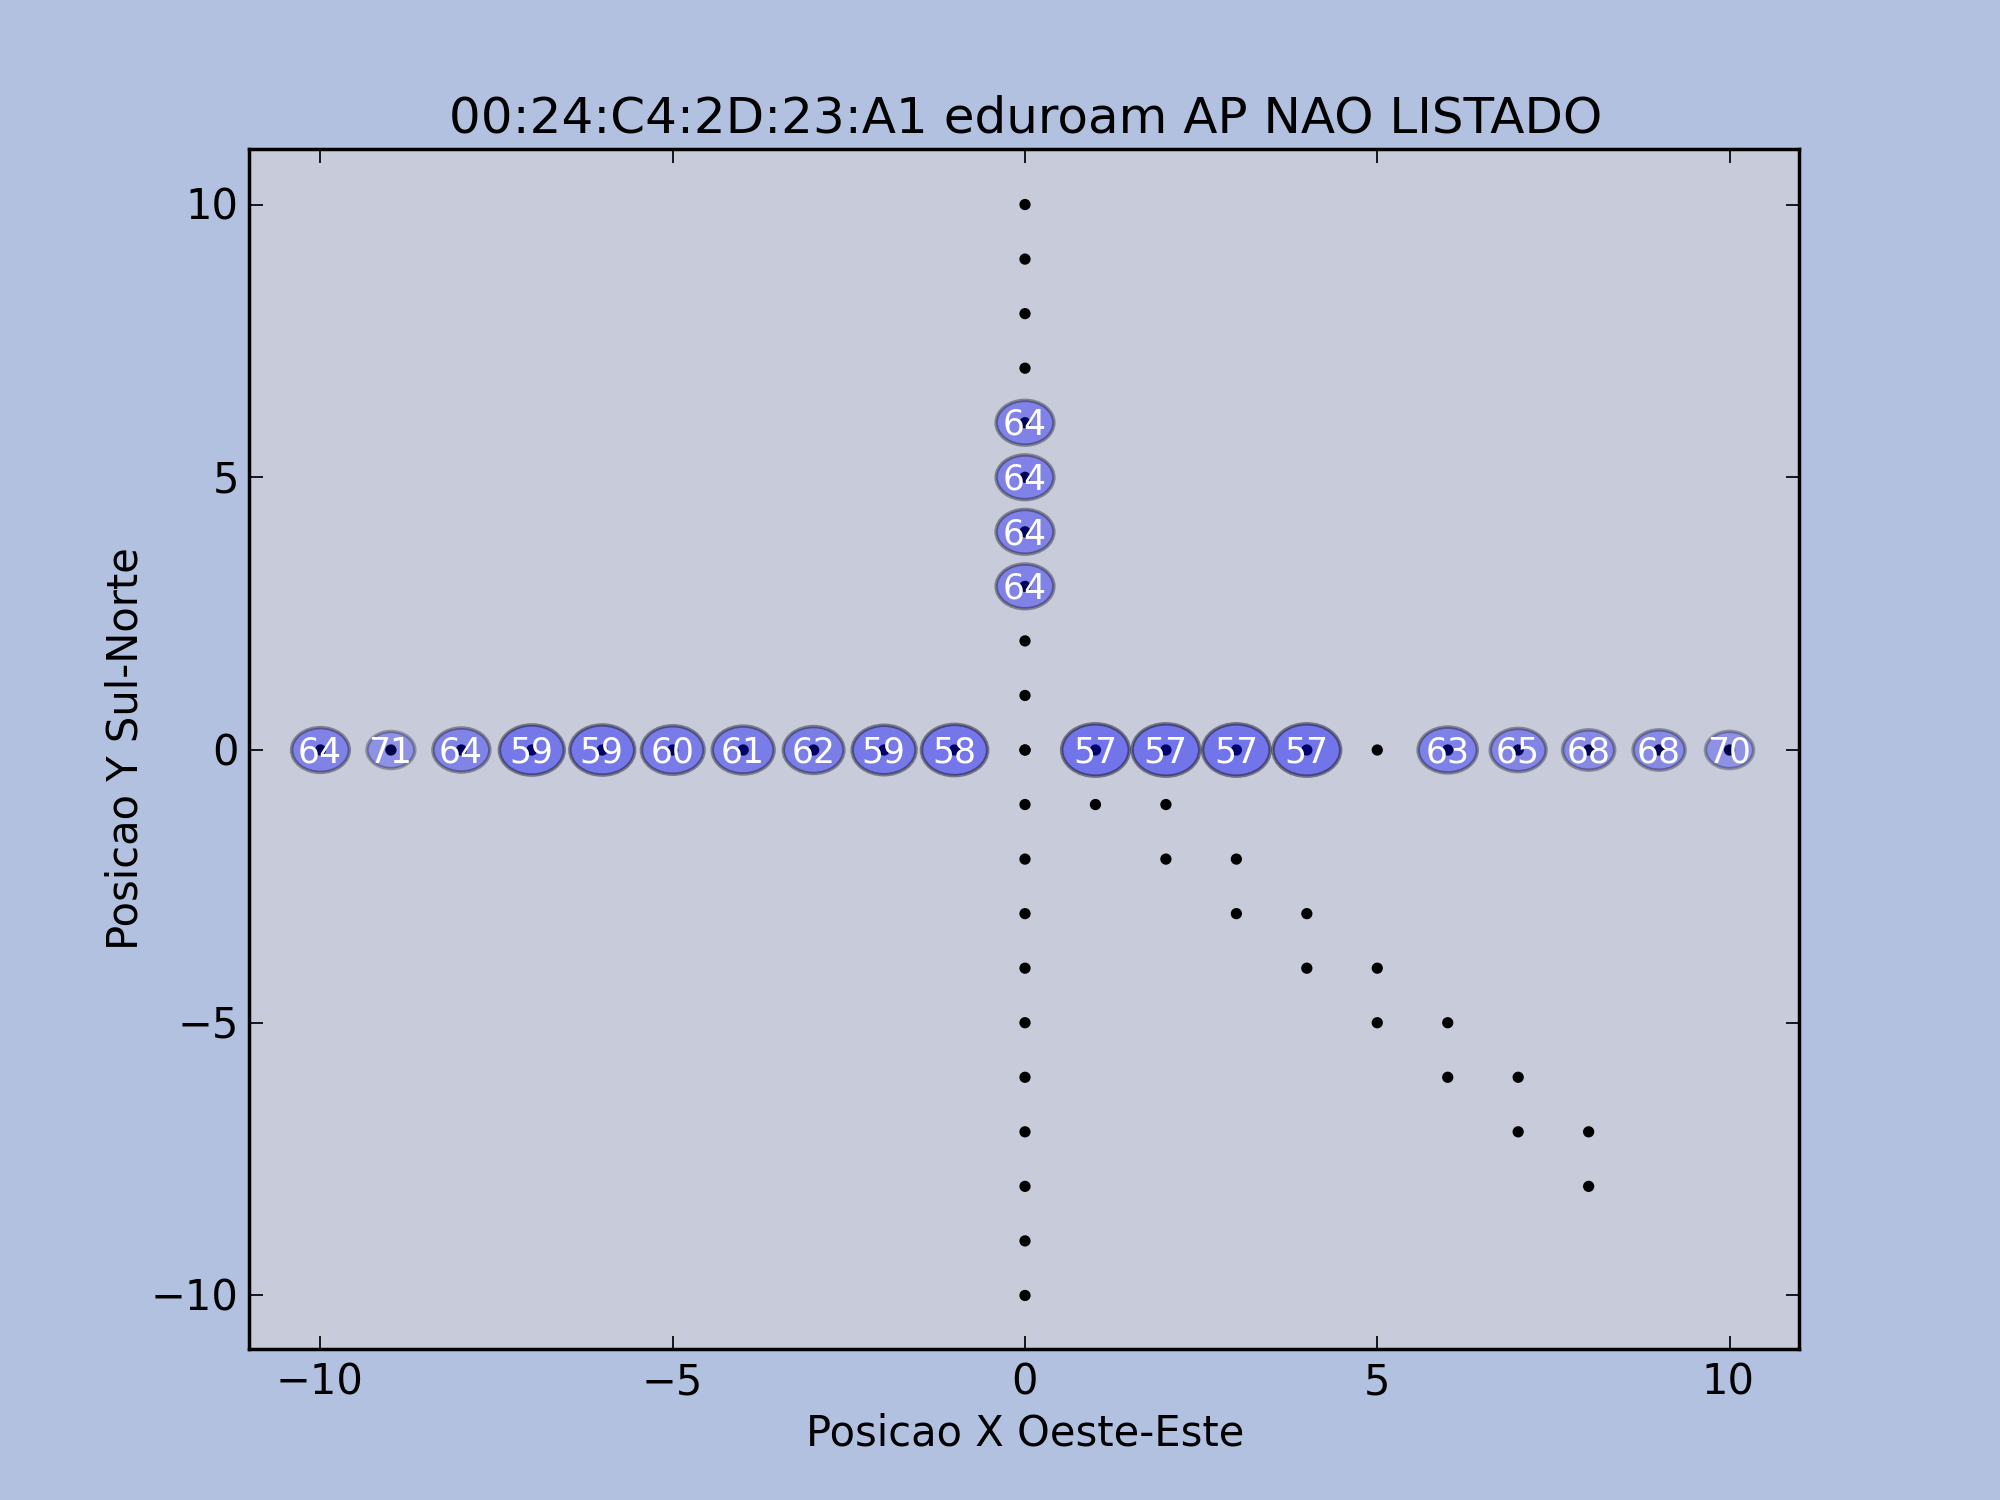 00:24:C4:2D:23:A1 eduroam AP NAO LISTADO
10
5
0
−5
−10
Posicao Y Sul-Norte
64
64
64
64
64 71 64 59 59 60 61 62 59 58 57 57 57 57 63 65 68 68 70
−10 −5 0 5 10
Posicao X Oeste-Este